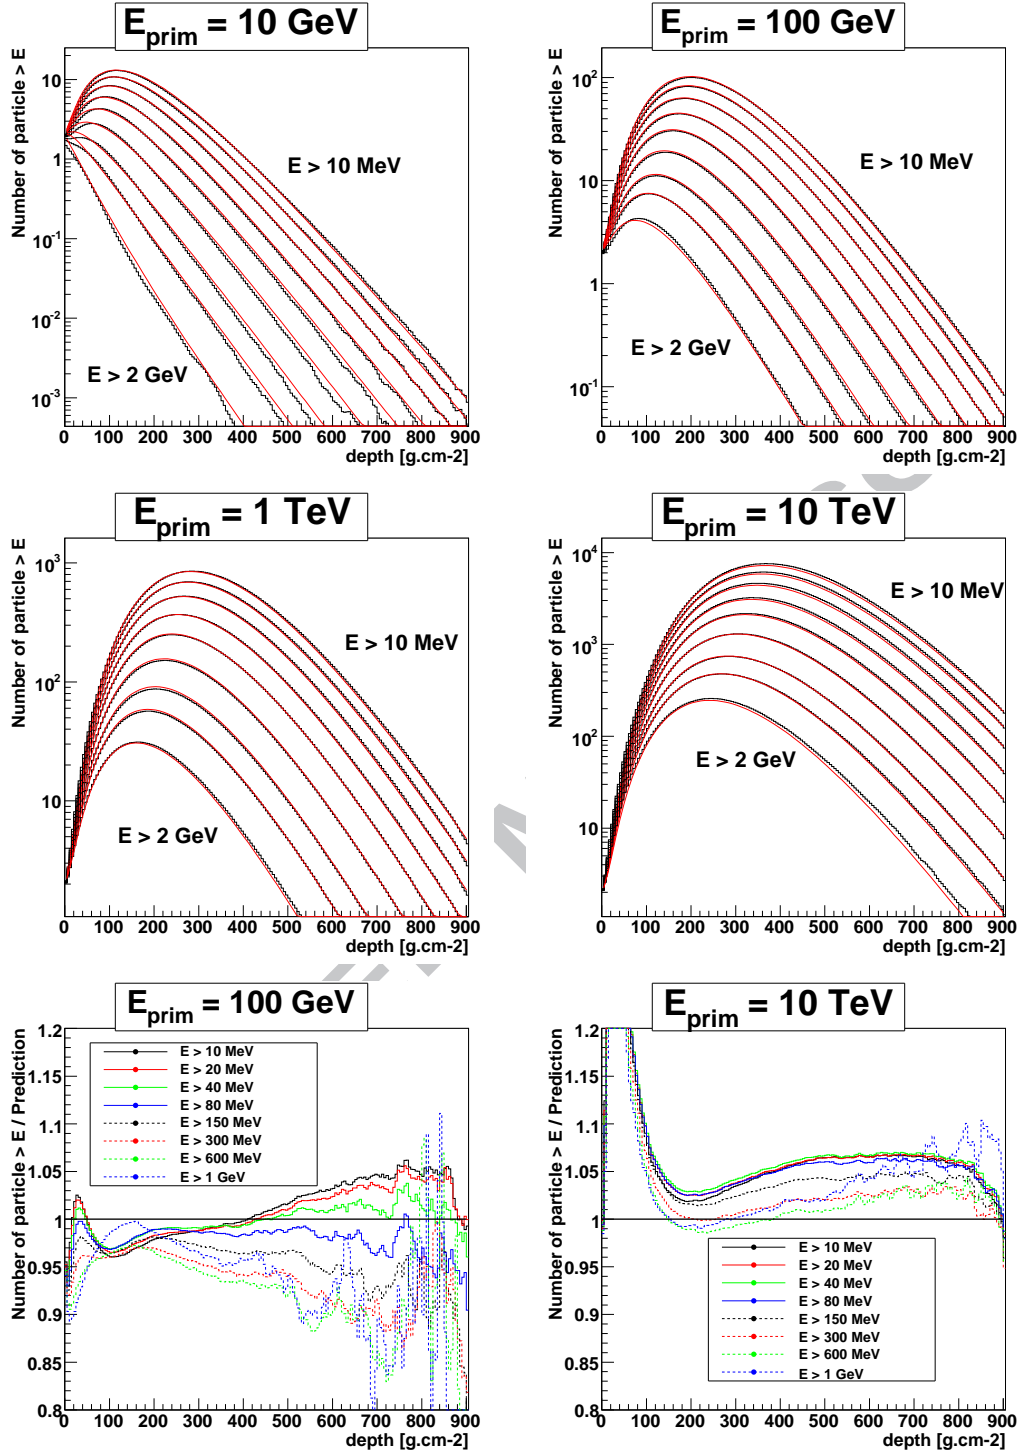 E_prim = 10 GeV
Number of particle > E
10
1
10^-1
10^-2
10^-3
E > 10 MeV
E > 2 GeV
0 100 200 300 400 500 600 700 800 900
depth [g.cm-2]
E_prim = 100 GeV
Number of particle > E
10^2
10
1
10^-1
E > 10 MeV
E > 2 GeV
0 100 200 300 400 500 600 700 800 900
depth [g.cm-2]
E_prim = 1 TeV
Number of particle > E
10^3
10^2
10
E > 10 MeV
E > 2 GeV
0 100 200 300 400 500 600 700 800 900
depth [g.cm-2]
E_prim = 10 TeV
Number of particle > E
10^4
10^3
10^2
10
E > 10 MeV
E > 2 GeV
0 100 200 300 400 500 600 700 800 900
depth [g.cm-2]
E_prim = 100 GeV
Number of particle > E / Prediction
1.2
1.15
1.1
1.05
1
0.95
0.9
0.85
0.8
E > 10 MeV
E > 20 MeV
E > 40 MeV
E > 80 MeV
E > 150 MeV
E > 300 MeV
E > 600 MeV
E > 1 GeV
0 100 200 300 400 500 600 700 800 900
depth [g.cm-2]
E_prim = 10 TeV
Number of particle > E / Prediction
1.2
1.15
1.1
1.05
1
0.95
0.9
0.85
0.8
E > 10 MeV
E > 20 MeV
E > 40 MeV
E > 80 MeV
E > 150 MeV
E > 300 MeV
E > 600 MeV
E > 1 GeV
0 100 200 300 400 500 600 700 800 900
depth [g.cm-2]